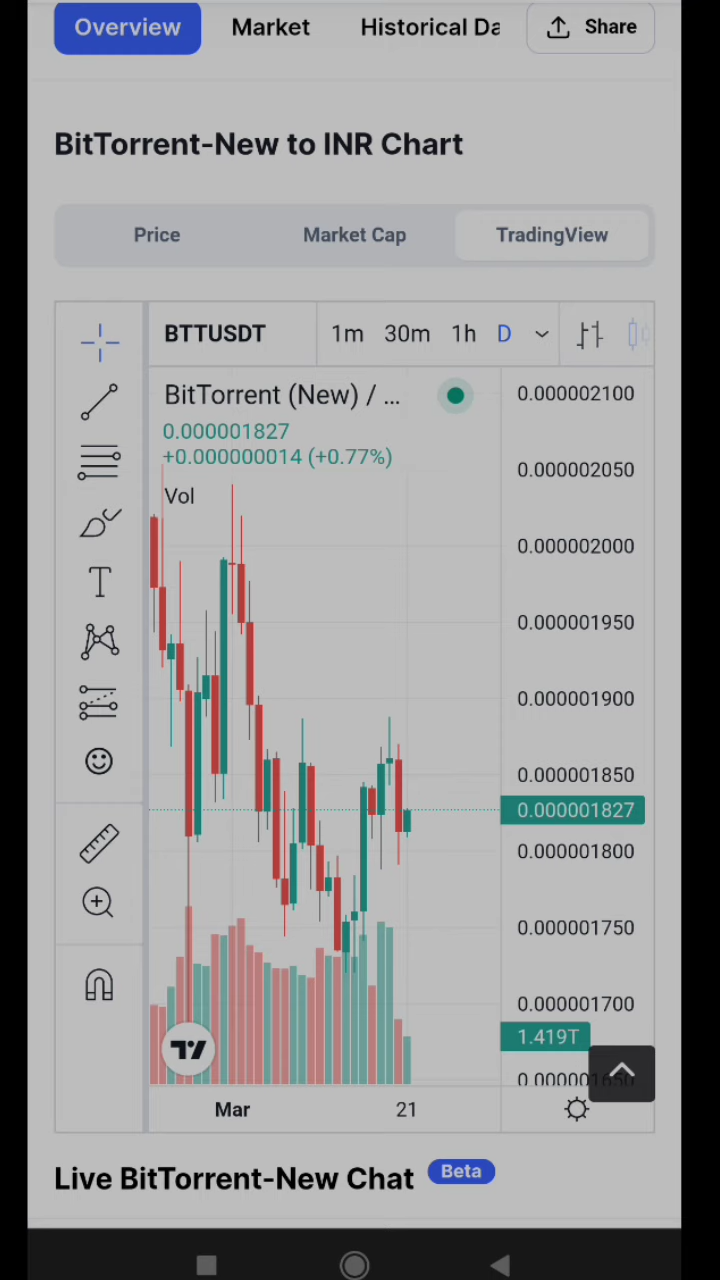 Overview Market Historical Da Share
BitTorrent-New to INR Chart
Price Market Cap TradingView
BTTUSDT 1m 30m 1h D
BitTorrent (New) / ...
0.000001827
+0.000000014 (+0.77%)
Vol
0.000002100
0.000002050
0.000002000
0.000001950
0.000001900
0.000001850
0.000001827
0.000001800
0.000001750
0.000001700
1.419T
0.000001650
Mar 21
Live BitTorrent-New Chat Beta